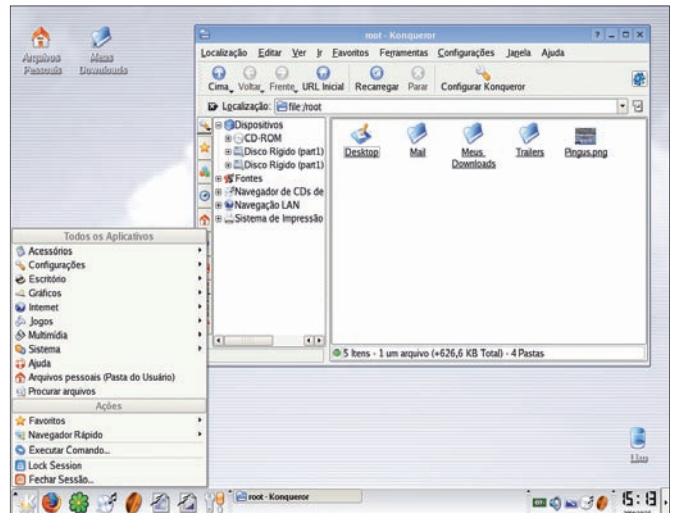 root - Konqueror
Localização Editar Ver Ir Favoritos Ferramentas Configurações Janela Ajuda
Cima Voltar Frente URL Inicial Recarregar Parar Configurar Konqueror
Localização: file:/root
Arquivos Pessoais
Meus Downloads
Dispositivos
CD-ROM
Disco Rígido (part1)
Disco Rígido (part1)
Fontes
Navegador de CDs de
Navegação LAN
Sistema de Impressão
Desktop
Mail
Meus Downloads
Trailers
Pingus.png
5 Itens - 1 um arquivo (+626,6 KB Total) - 4 Pastas
Todos os Aplicativos
Acessórios
Configurações
Escritório
Gráficos
Internet
Jogos
Multimídia
Sistema
Ajuda
Arquivos pessoais (Pasta do Usuário)
Procurar arquivos
Ações
Favoritos
Navegador Rápido
Executar Comando...
Lock Session
Fechar Sessão...
Lixo
root - Konqueror
15:13